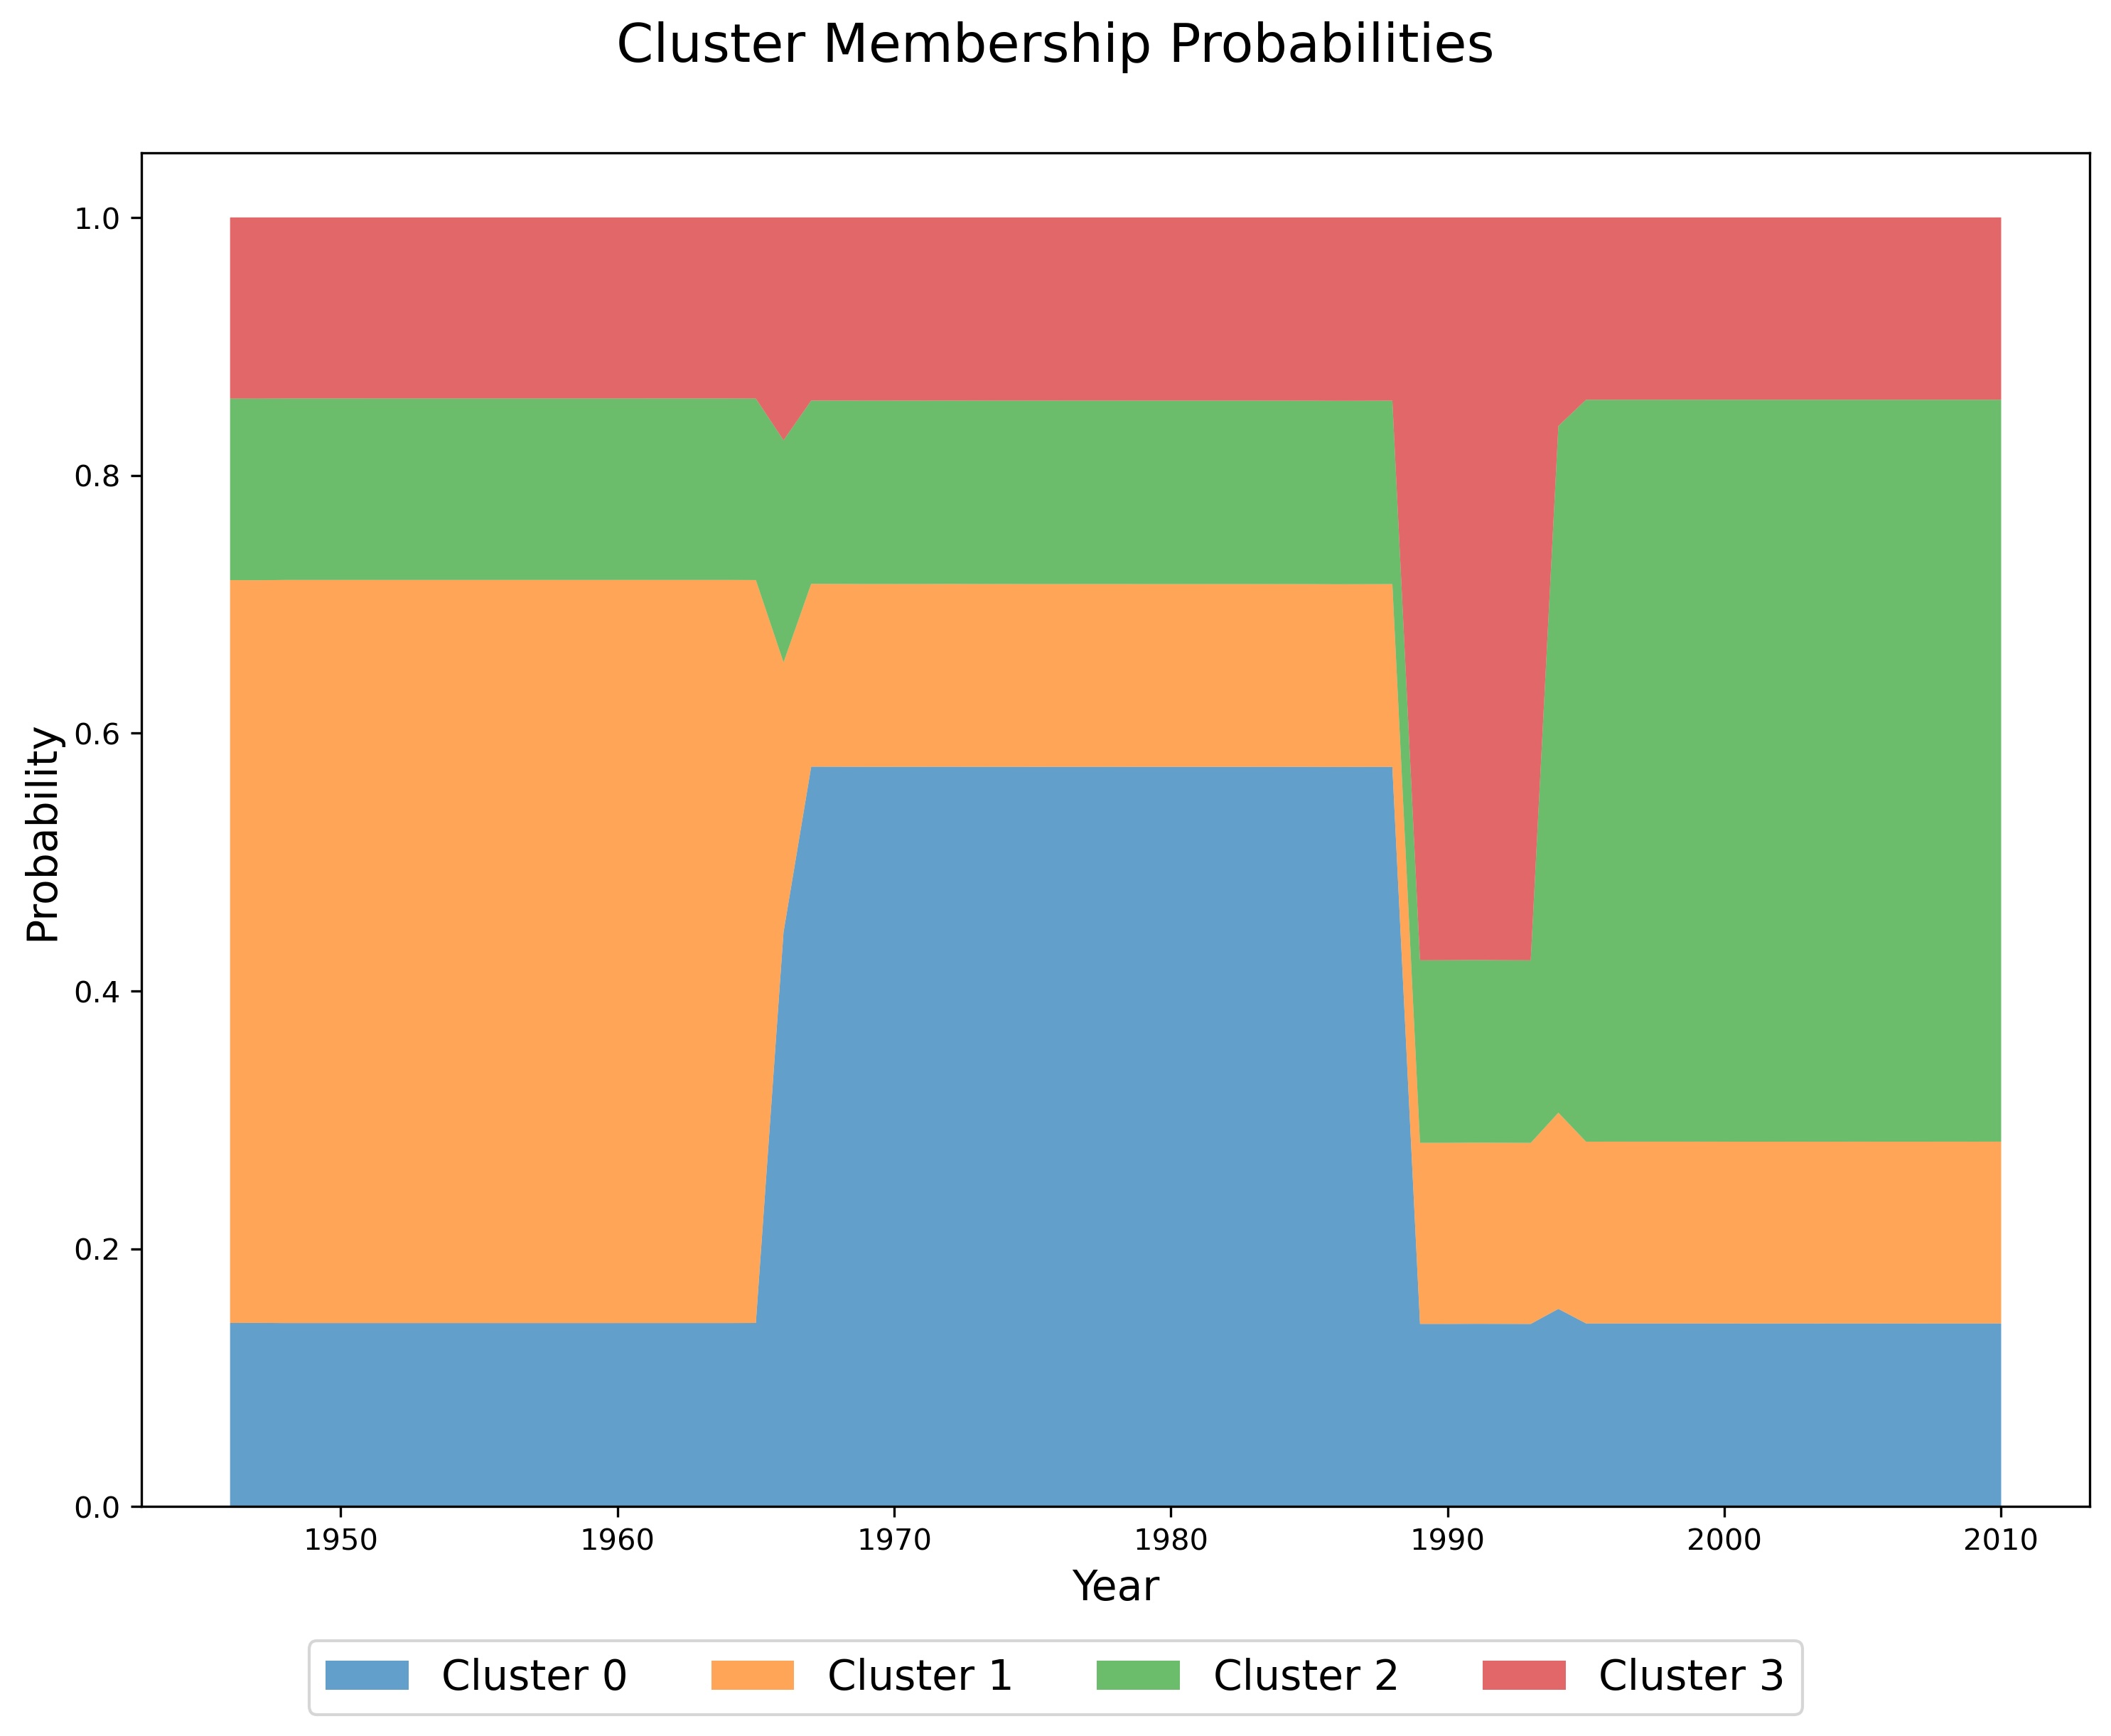 Cluster Membership Probabilities
1.0
0.8
0.6
0.4
0.2
0.0
Probability
1950 1960 1970 1980 1990 2000 2010
Year
Cluster 0 Cluster 1 Cluster 2 Cluster 3